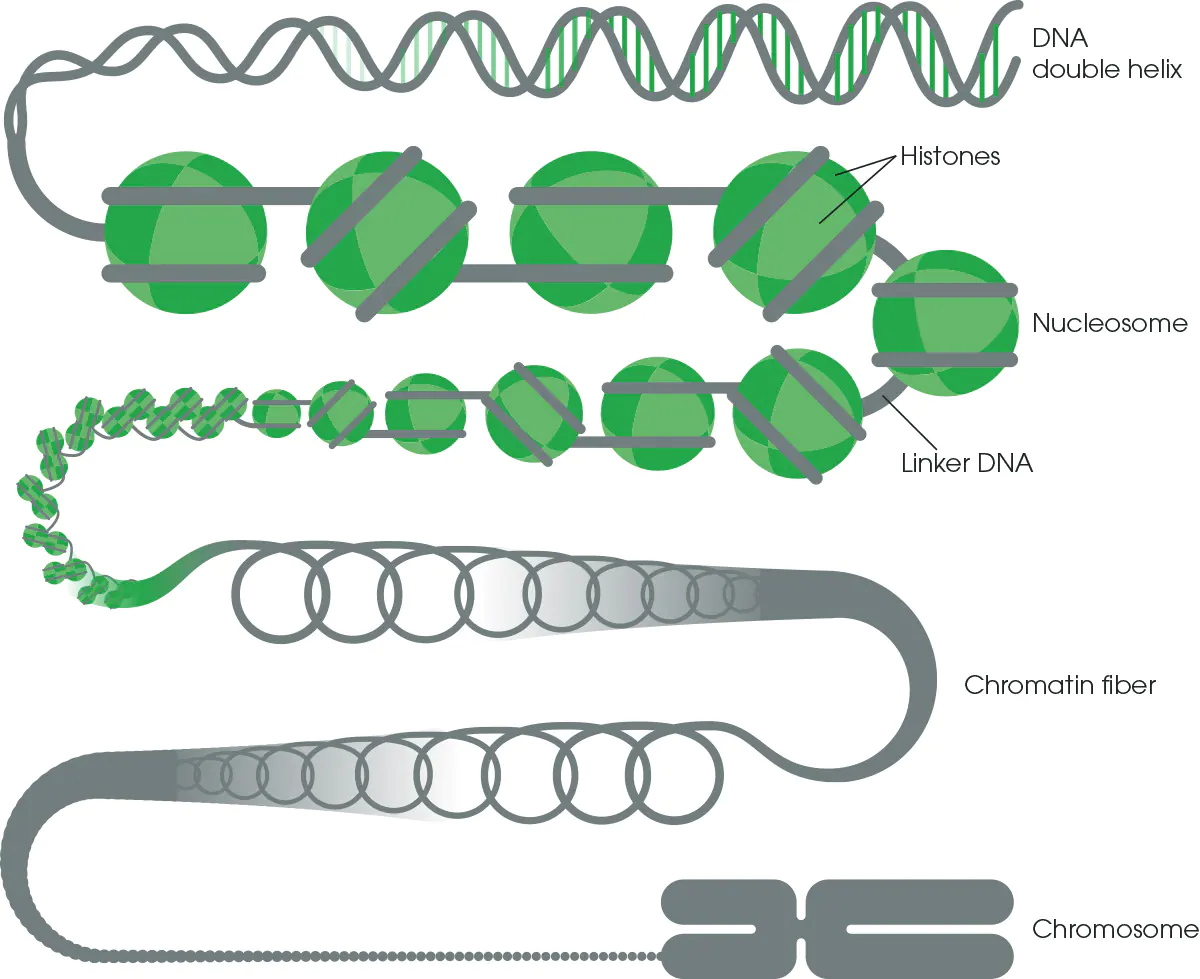 DNA
double helix
Histones
Nucleosome
Linker DNA
Chromatin fiber
Chromosome